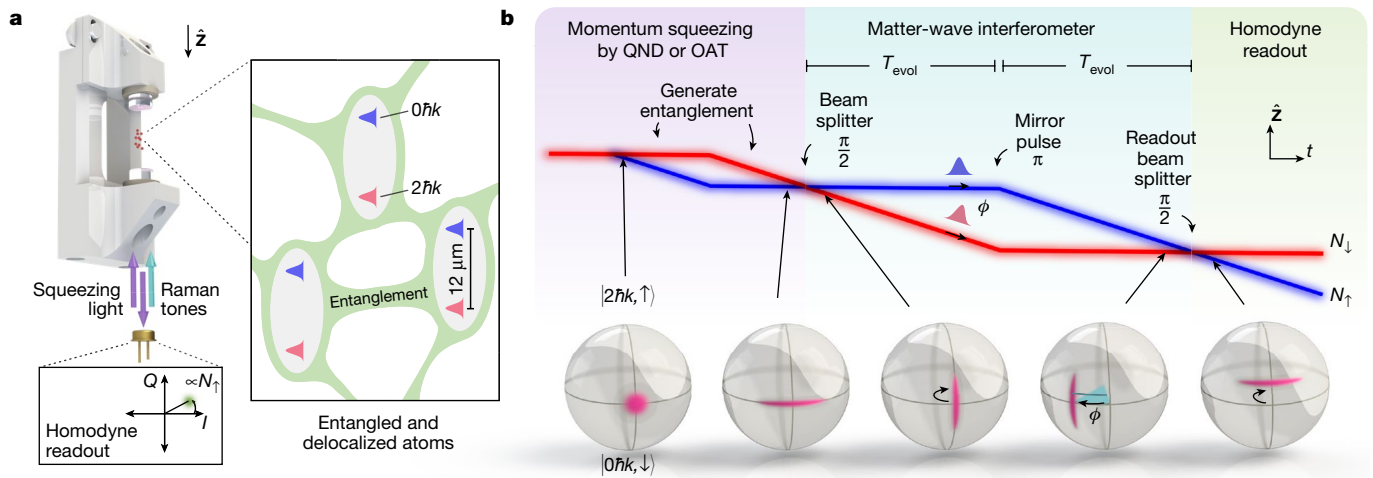 a
ẑ
Squeezing
light
Raman
tones
Q
∝N↑
I
Homodyne
readout
0ħk
2ħk
12 μm
Entanglement
Entangled and
delocalized atoms
b
Momentum squeezing
by QND or OAT
Matter-wave interferometer
Homodyne
readout
T evol
T evol
Generate
entanglement
Beam
splitter
π
2
Mirror
pulse
π
Readout
beam
splitter
π
2
ẑ
t
ϕ
N↓
N↑
|2ħk, ↑⟩
ϕ
|0ħk, ↓⟩